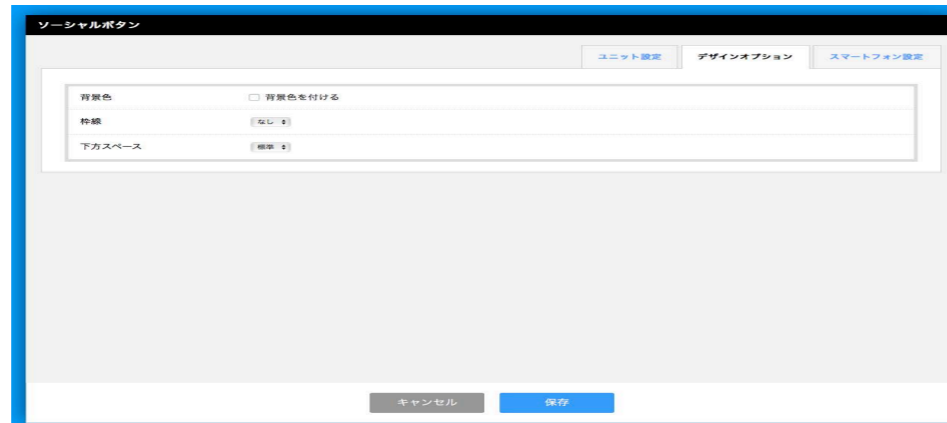 ソーシャルボタン
ユニット設定 デザインオプション スマートフォン設定
背景色 背景色を付ける
枠線 なし
下方スペース 標準
キャンセル 保存